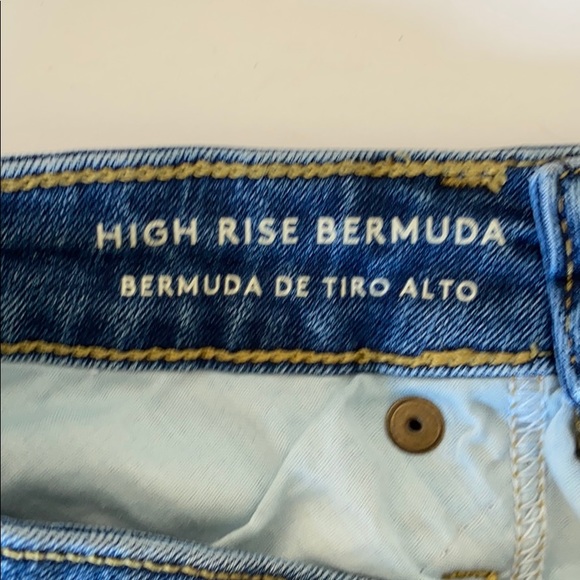 HIGH RISE BERMUDA
BERMUDA DE TIRO ALTO